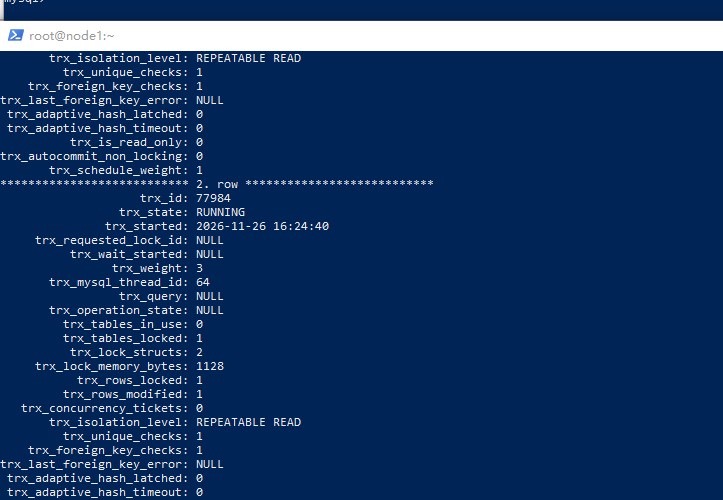 mysql>
root@node1:~
trx_isolation_level: REPEATABLE READ
trx_unique_checks: 1
trx_foreign_key_checks: 1
trx_last_foreign_key_error: NULL
trx_adaptive_hash_latched: 0
trx_adaptive_hash_timeout: 0
trx_is_read_only: 0
trx_autocommit_non_locking: 0
trx_schedule_weight: 1
*************************** 2. row ***************************
trx_id: 77984
trx_state: RUNNING
trx_started: 2026-11-26 16:24:40
trx_requested_lock_id: NULL
trx_wait_started: NULL
trx_weight: 3
trx_mysql_thread_id: 64
trx_query: NULL
trx_operation_state: NULL
trx_tables_in_use: 0
trx_tables_locked: 1
trx_lock_structs: 2
trx_lock_memory_bytes: 1128
trx_rows_locked: 1
trx_rows_modified: 1
trx_concurrency_tickets: 0
trx_isolation_level: REPEATABLE READ
trx_unique_checks: 1
trx_foreign_key_checks: 1
trx_last_foreign_key_error: NULL
trx_adaptive_hash_latched: 0
trx_adaptive_hash_timeout: 0